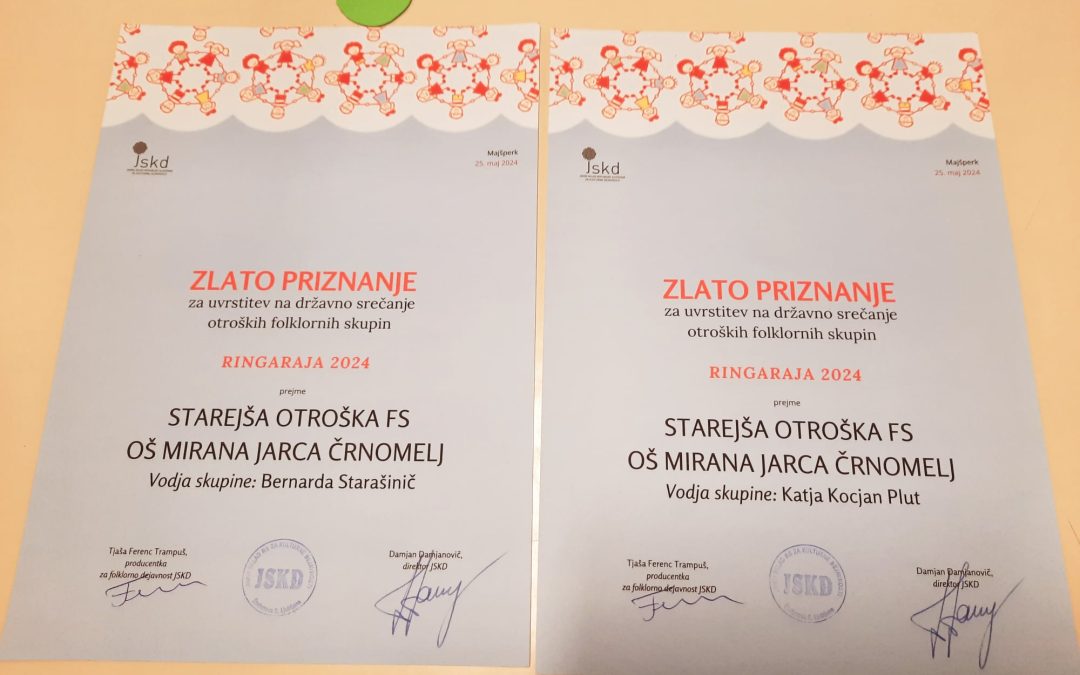 Jskd
Majšperk
25. maj 2024
ZLATO PRIZNANJE
za uvrstitev na državno srečanje
otroških folklornih skupin
RINGARAJA 2024
prejme
STAREJŠA OTROŠKA FS
OŠ MIRANA JARCA ČRNOMELJ
Vodja skupine: Bernarda Starašinič
Tjaša Ferenc Trampuš,
producentka
za folklorno dejavnost JSKD
JSKD
Damjan Damjanovič,
direktor JSKD
Jskd
Majšperk
25. maj 2024
ZLATO PRIZNANJE
za uvrstitev na državno srečanje
otroških folklornih skupin
RINGARAJA 2024
prejme
STAREJŠA OTROŠKA FS
OŠ MIRANA JARCA ČRNOMELJ
Vodja skupine: Katja Kocjan Plut
Tjaša Ferenc Trampuš,
producentka
za folklorno dejavnost JSKD
JSKD
Damjan Damjanovič,
direktor JSKD